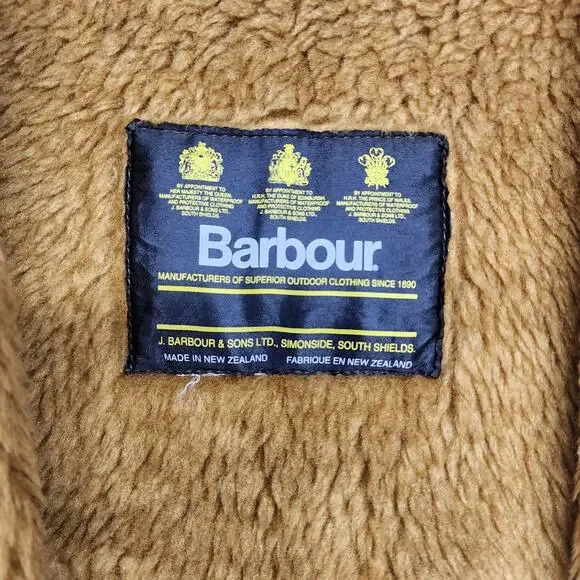 BY APPOINTMENT TO
HER MAJESTY THE QUEEN,
MANUFACTURERS OF WATERPROOF
AND PROTECTIVE CLOTHING
J. BARBOUR & SONS LTD.,
SOUTH SHIELDS.
BY APPOINTMENT TO
H.R.H. THE DUKE OF EDINBURGH
MANUFACTURERS OF WATERPROOF
AND PROTECTIVE CLOTHING
J. BARBOUR & SONS LTD.,
SOUTH SHIELDS.
BY APPOINTMENT TO
H.R.H. THE PRINCE OF WALES,
MANUFACTURERS OF WATERPROOF
AND PROTECTIVE CLOTHING
J. BARBOUR & SONS LTD.,
SOUTH SHIELDS.
Barbour
MANUFACTURERS OF SUPERIOR OUTDOOR CLOTHING SINCE 1890
J. BARBOUR & SONS LTD., SIMONSIDE, SOUTH SHIELDS.
MADE IN NEW ZEALAND FABRIQUE EN NEW ZEALAND.